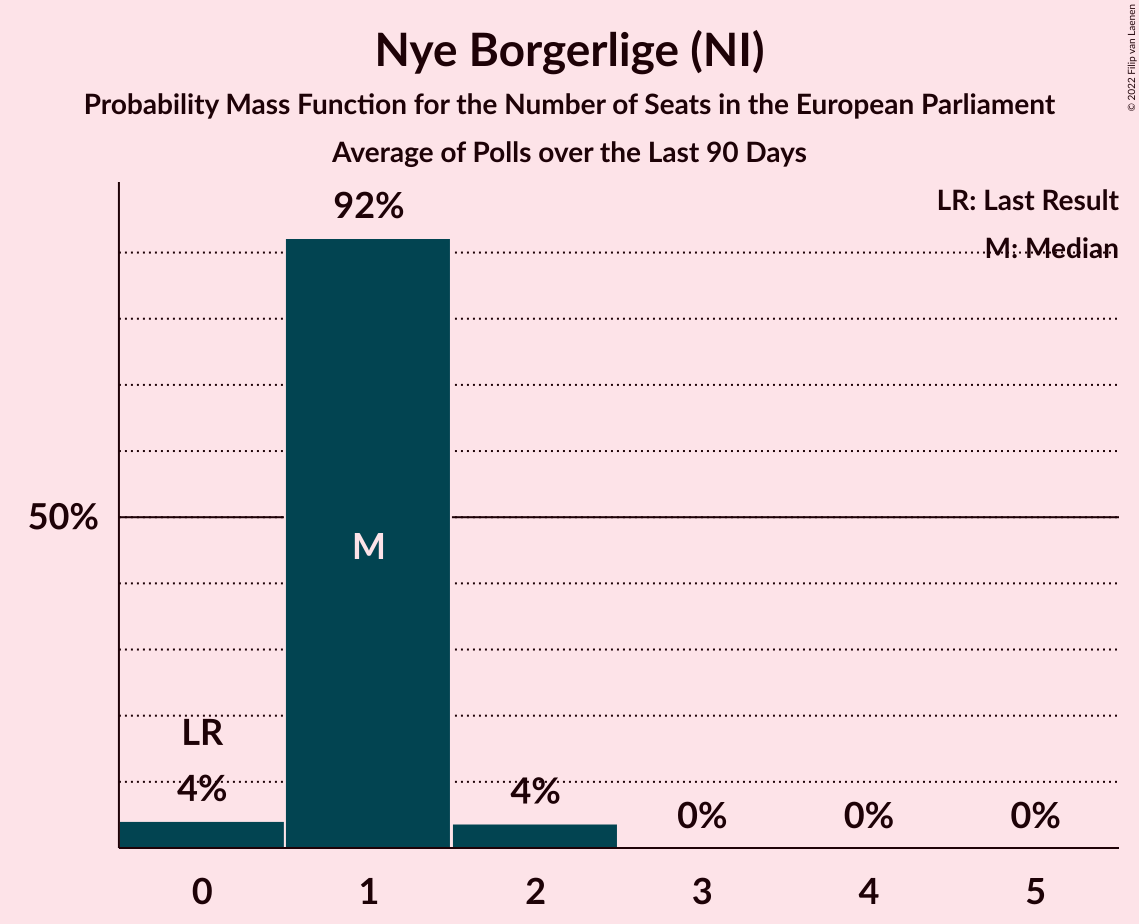 Nye Borgerlige (NI)
Probability Mass Function for the Number of Seats in the European Parliament
Average of Polls over the Last 90 Days
© 2022 Filip van Laenen
LR: Last Result
M: Median
92%
50%
M
LR
4%
4%
0%
0%
0%
0
1
2
3
4
5